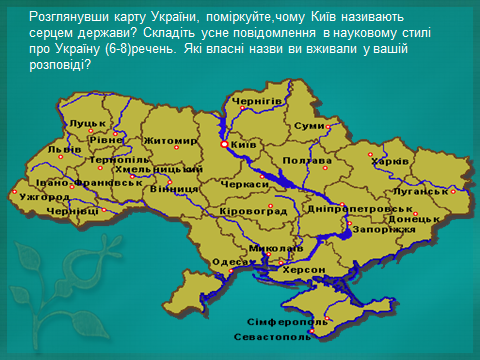 Розглянувши карту України, поміркуйте,чому Київ називають
серцем держави? Складіть усне повідомлення в науковому стилі
про Україну (6-8)речень. Які власні назви ви вживали у вашій
розповіді?
Чернігів
Луцьк
Рівне
Суми
Житомир
Київ
Львів
Полтава
Харків
Тернопіль
Хмельницький
Черкаси
Івано-Франківськ
Вінниця
Луганськ
Ужгород
Чернівці
Кіровоград
Дніпропетровськ
Донецьк
Запоріжжя
Миколаїв
Одеса
Херсон
Сімферополь
Севастополь